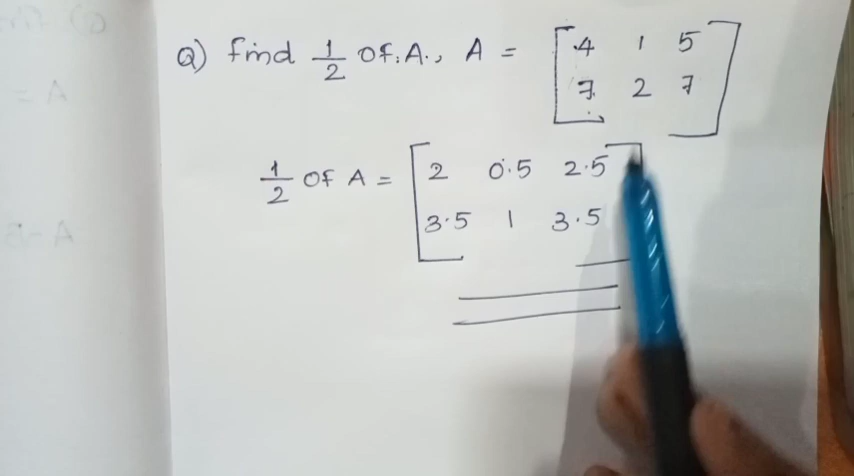 Q) Find 1/2 OF A., A = [4 1 5
7 2 7]
1/2 OF A = [2 0.5 2.5
3.5 1 3.5]